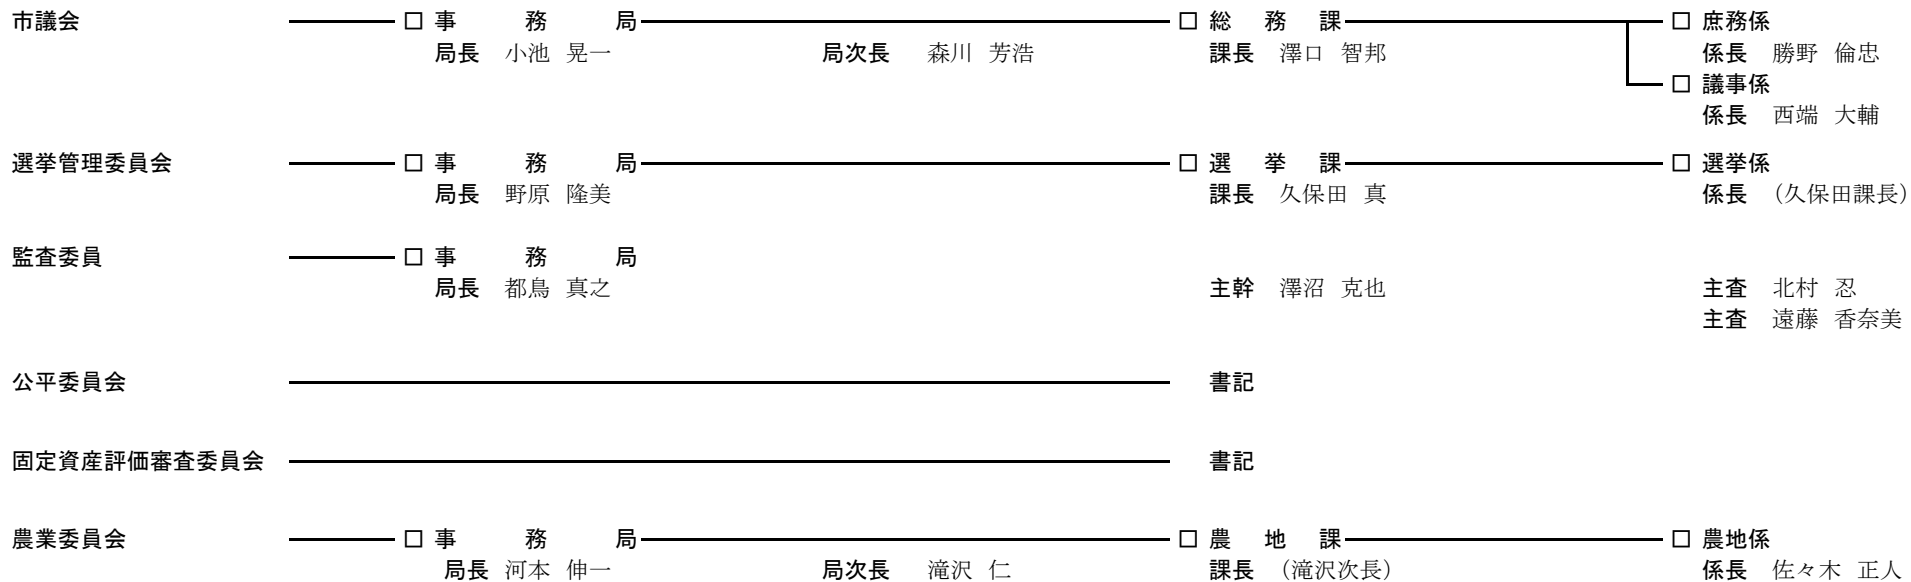 市議会 □ 事務局 □ 総務課 □ 庶務係
局長 小池 晃一 局次長 森川 芳浩 課長 澤口 智邦 係長 勝野 倫忠
□ 議事係
係長 西端 大輔
選挙管理委員会 □ 事務局 □ 選挙課 □ 選挙係
局長 野原 隆美 課長 久保田 真 係長 (久保田課長)
監査委員 □ 事務局
局長 都鳥 真之 主幹 澤沼 克也 主査 北村 忍
主査 遠藤 香奈美
公平委員会 書記
固定資産評価審査委員会 書記
農業委員会 □ 事務局 □ 農地課 □ 農地係
局長 河本 伸一 局次長 滝沢 仁 課長 (滝沢次長) 係長 佐々木 正人